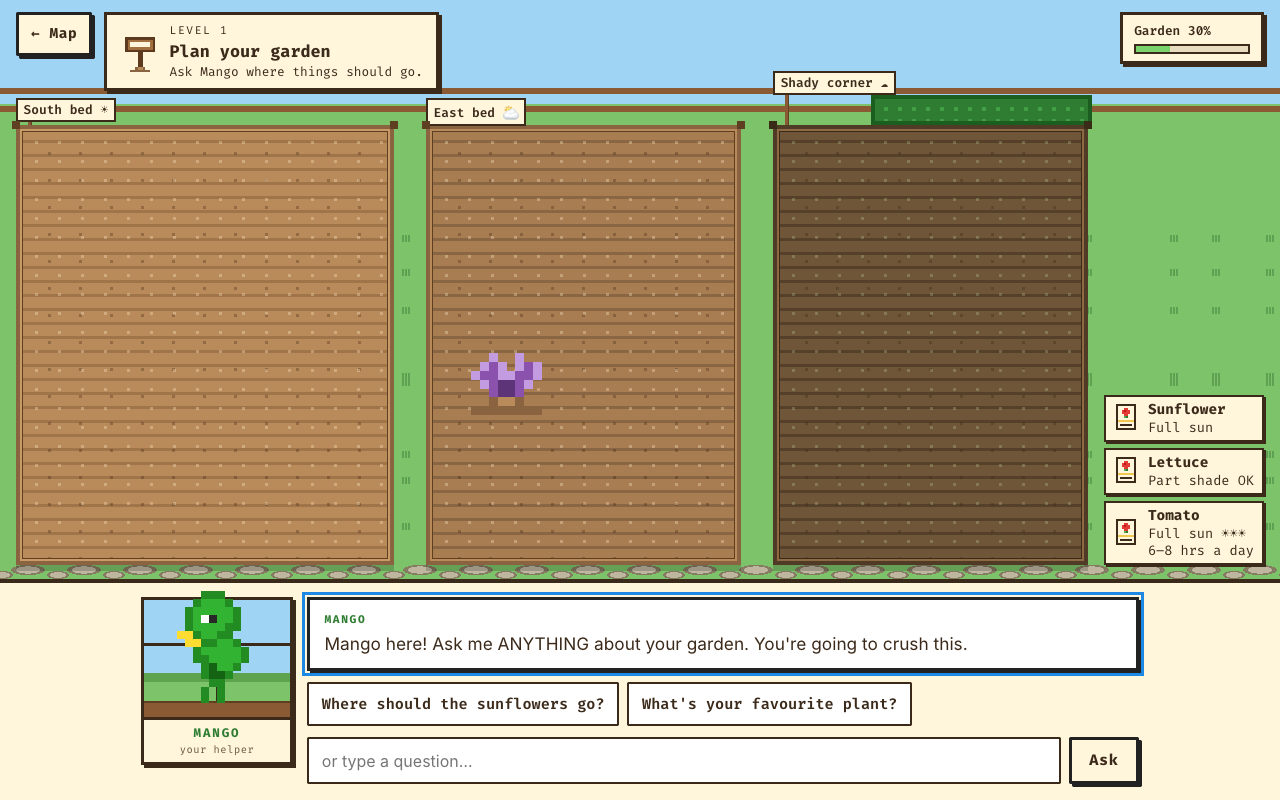 ← Map
LEVEL 1
Plan your garden
Ask Mango where things should go.
Garden 30%
Shady corner ☁
South bed ☀
East bed ⛅
Sunflower
Full sun
Lettuce
Part shade OK
Tomato
Full sun ☀☀☀
6–8 hrs a day
MANGO
Mango here! Ask me ANYTHING about your garden. You're going to crush this.
Where should the sunflowers go?
What's your favourite plant?
MANGO
your helper
or type a question...
Ask